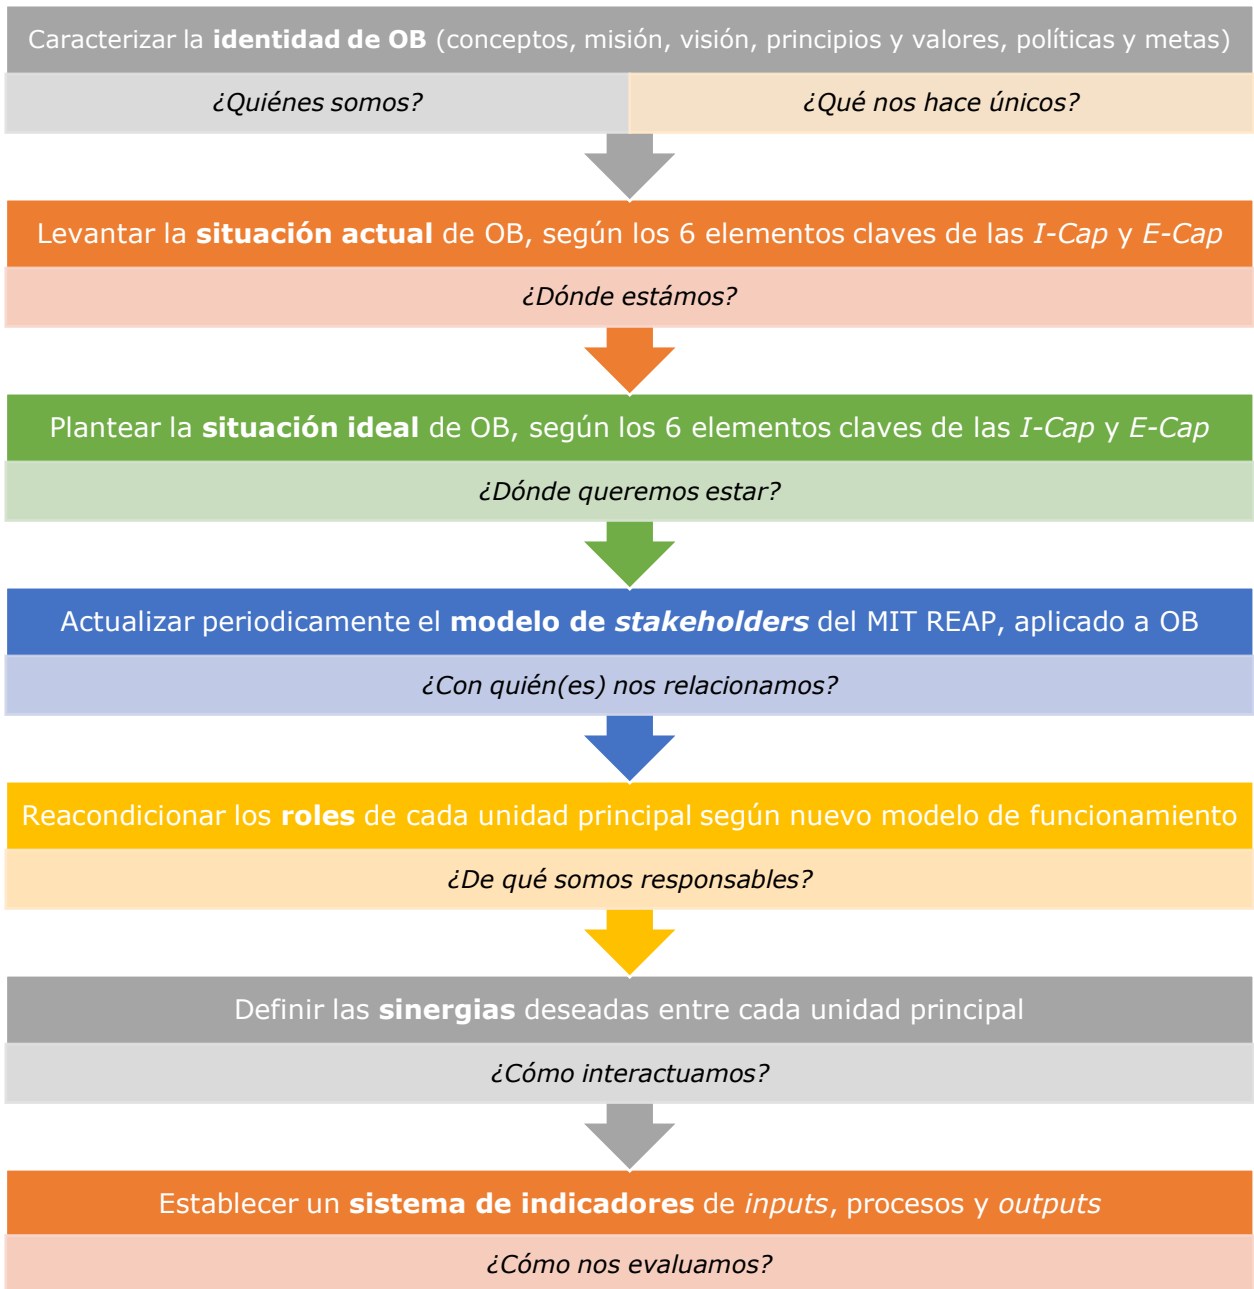 Caracterizar la identidad de OB (conceptos, misión, visión, principios y valores, políticas y metas)
¿Quiénes somos?
¿Qué nos hace únicos?
Levantar la situación actual de OB, según los 6 elementos claves de las I-Cap y E-Cap
¿Dónde estámos?
Plantear la situación ideal de OB, según los 6 elementos claves de las I-Cap y E-Cap
¿Dónde queremos estar?
Actualizar periodicamente el modelo de stakeholders del MIT REAP, aplicado a OB
¿Con quién(es) nos relacionamos?
Reacondicionar los roles de cada unidad principal según nuevo modelo de funcionamiento
¿De qué somos responsables?
Definir las sinergias deseadas entre cada unidad principal
¿Cómo interactuamos?
Establecer un sistema de indicadores de inputs, procesos y outputs
¿Cómo nos evaluamos?